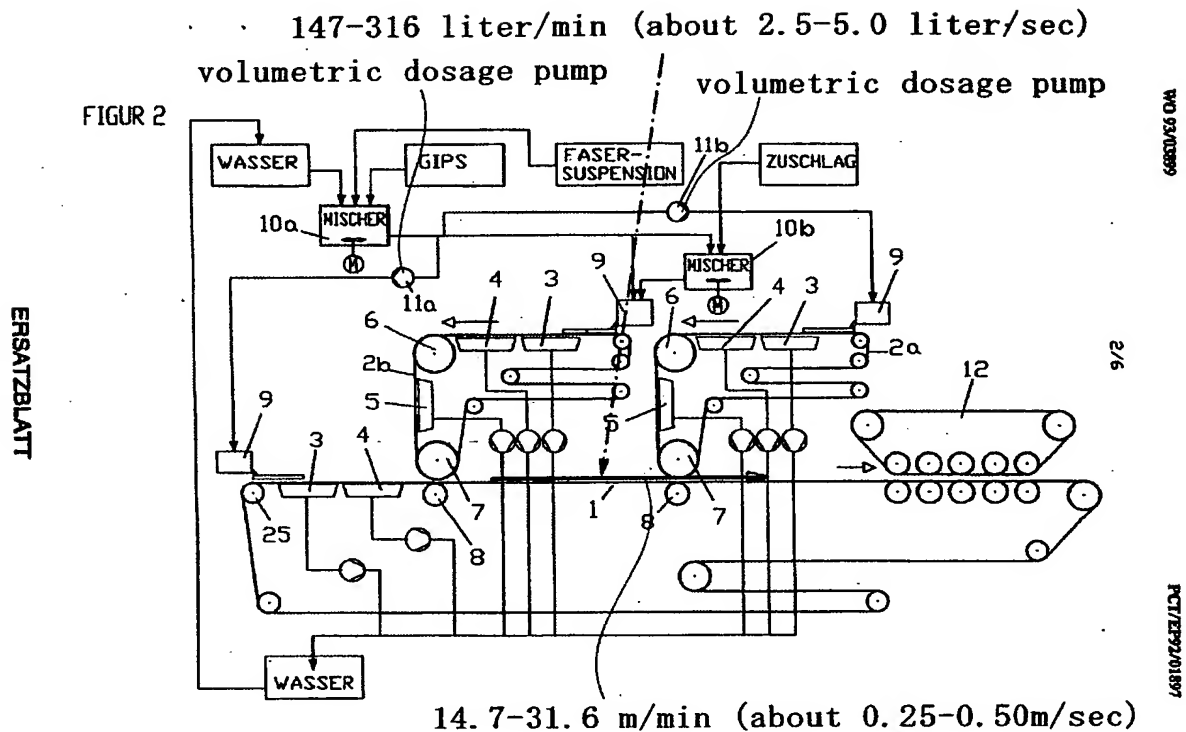 147-316 liter/min (about 2.5-5.0 liter/sec)
volumetric dosage pump
volumetric dosage pump
FIGUR 2
WASSER
GIPS
FASER-
SUSPENSION
11b
ZUSCHLAG
10a
MISCHER
M
11a
10b
MISCHER
M
9
4
3
9
6
2b
5
7
8
6
4
3
9
2a
5
7
8
1
12
9
3
4
25
WASSER
14.7-31.6 m/min (about 0.25-0.50m/sec)
ERSATZBLATT
WO 93/03889
2/6
PCT/EP92/01897